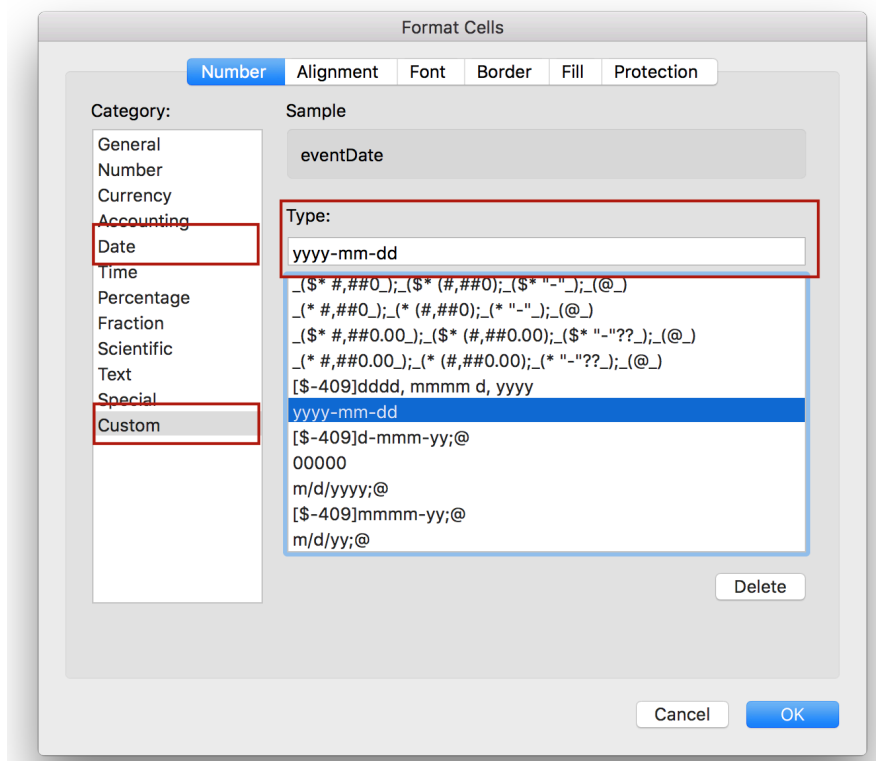 Format Cells
Number Alignment Font Border Fill Protection
Category:
General
Number
Currency
Accounting
Date
Time
Percentage
Fraction
Scientific
Text
Special
Custom
Sample
eventDate
Type:
yyyy-mm-dd
_($* #,##0_);_($* (#,##0);_($* "-"_);_(@_)
_(* #,##0_);_(* (#,##0);_(* "-"_);_(@_)
_($* #,##0.00_);_($* (#,##0.00);_($* "-"??_);_(@_)
_(* #,##0.00_);_(* (#,##0.00);_(* "-"??_);_(@_)
[$-409]dddd, mmmm d, yyyy
yyyy-mm-dd
[$-409]d-mmm-yy;@
00000
m/d/yyyy;@
[$-409]mmmm-yy;@
m/d/yy;@
Delete
Cancel OK